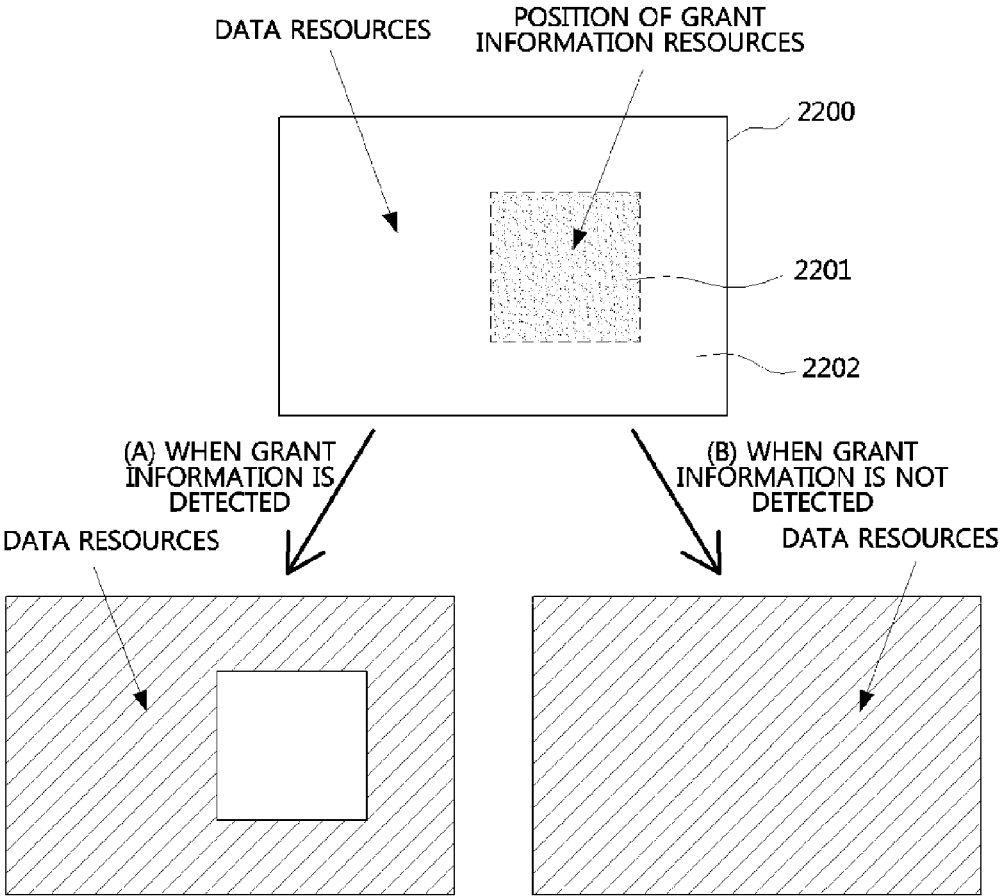 DATA RESOURCES
POSITION OF GRANT
INFORMATION RESOURCES
2200
2201
2202
(A) WHEN GRANT
INFORMATION IS
DETECTED
(B) WHEN GRANT
INFORMATION IS NOT
DETECTED
DATA RESOURCES
DATA RESOURCES